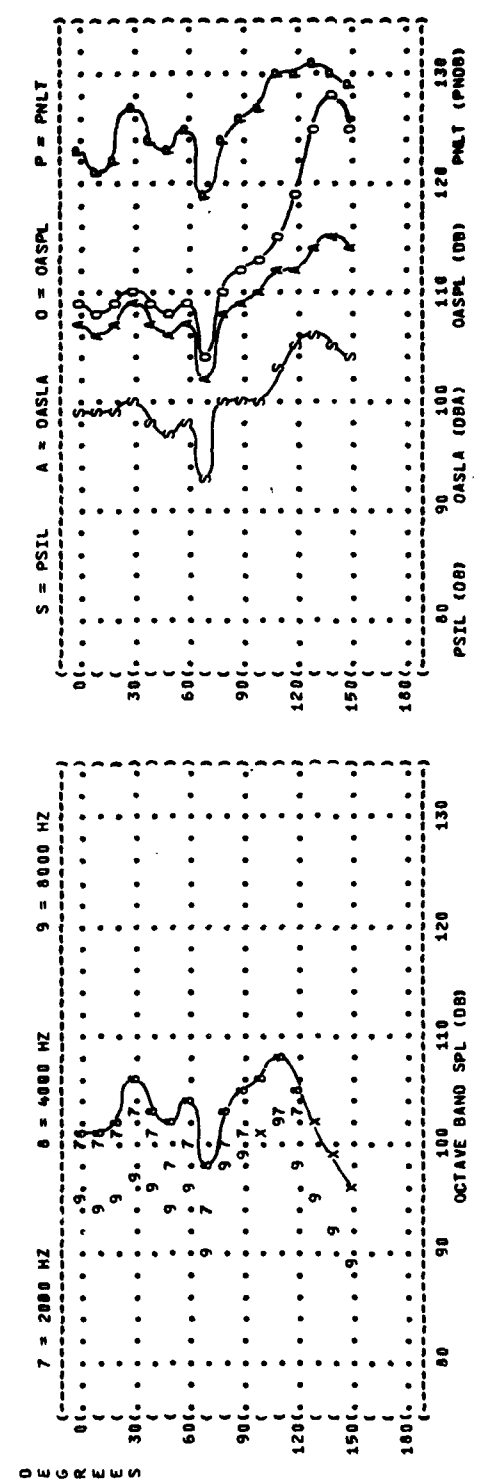 7 = 2000 HZ 8 = 4000 HZ 9 = 8000 HZ
DEGREES
0
30
60
90
120
150
180
80 90 100 110 120 130
OCTAVE BAND SPL (DB)
S = PSIL A = OASLA O = OASPL P = PNLT
0
30
60
90
120
150
180
80 90 100 110 120 130
PSIL (DB) OASLA (DBA) OASPL (DB) PNLT (PNDB)